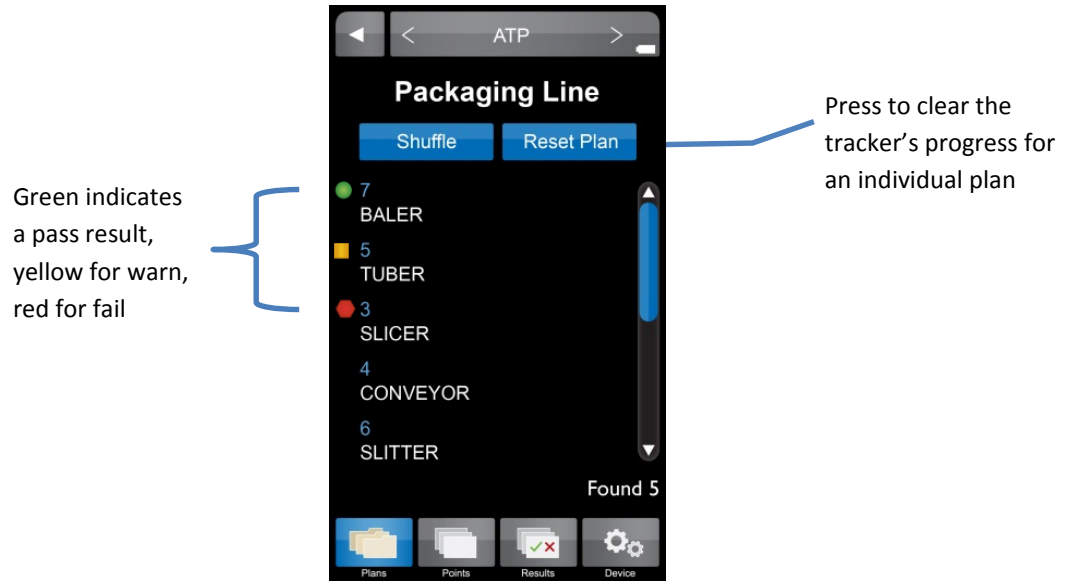 < ATP >
Packaging Line
Shuffle Reset Plan
Press to clear the
tracker’s progress for
an individual plan
Green indicates
a pass result,
yellow for warn,
red for fail
7
BALER
5
TUBER
3
SLICER
4
CONVEYOR
6
SLITTER
Found 5
Plans Points Results Device